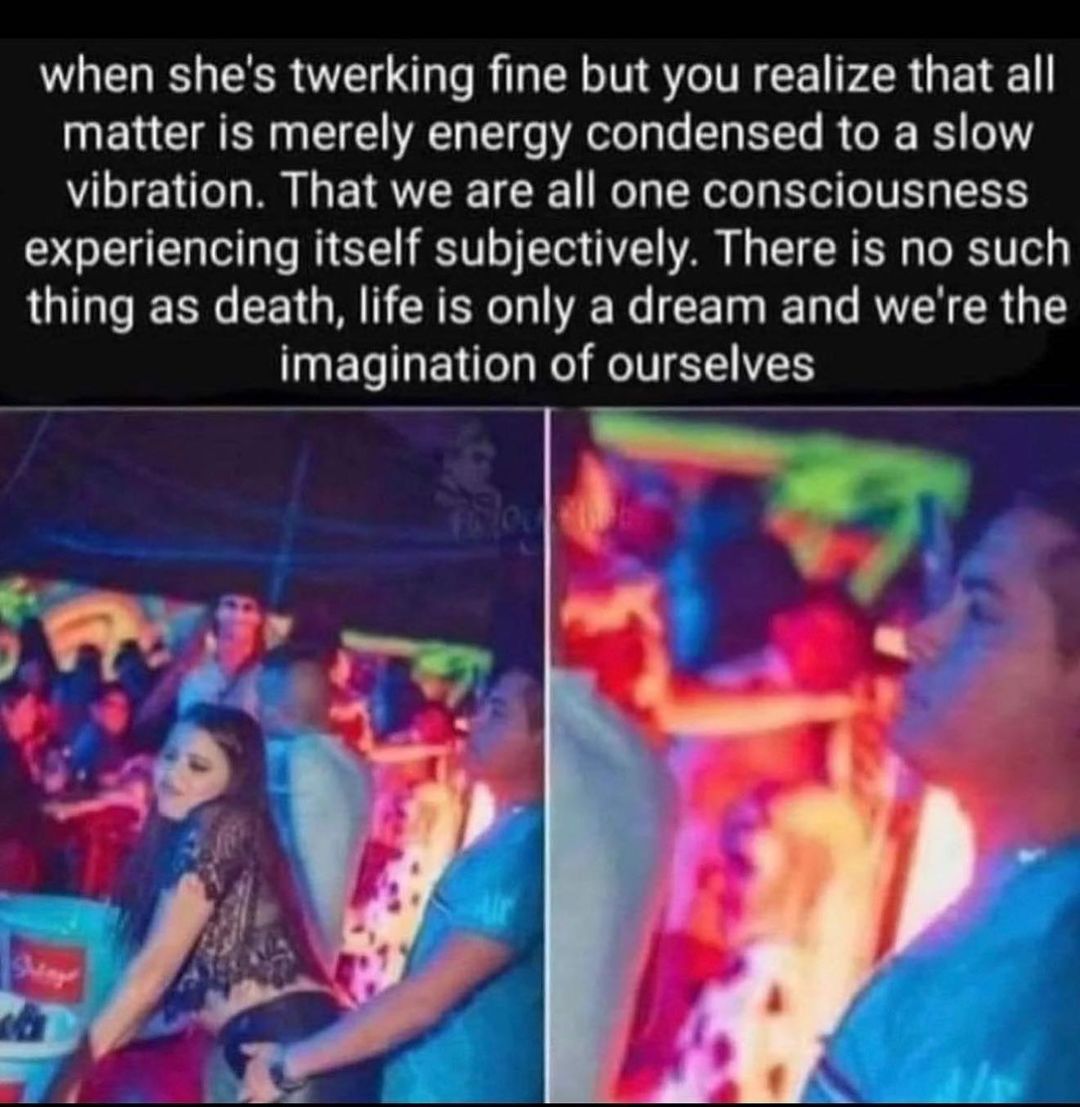 when she's twerking fine but you realize that all
matter is merely energy condensed to a slow
vibration. That we are all one consciousness
experiencing itself subjectively. There is no such
thing as death, life is only a dream and we're the
imagination of ourselves